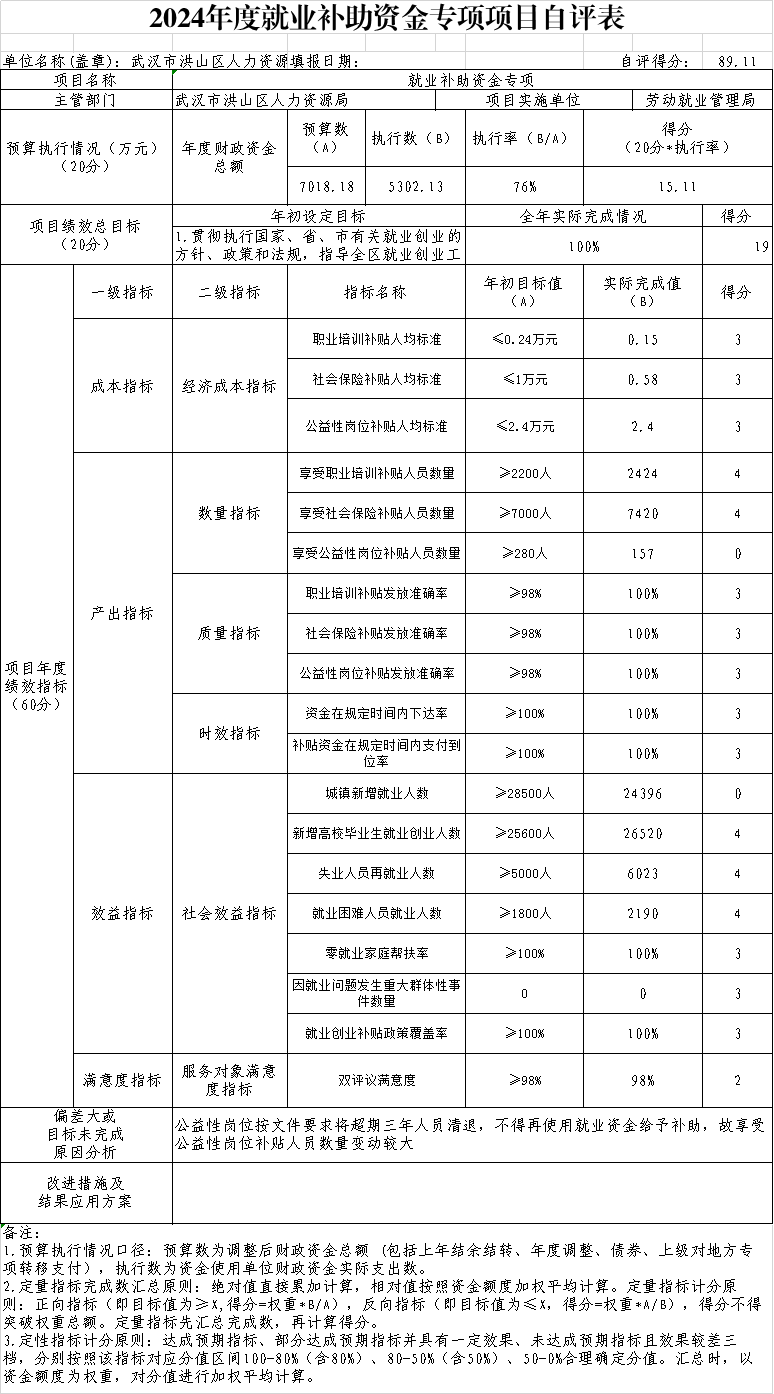 2024年度就业补助资金专项项目自评表
单位名称(盖章)：武汉市洪山区人力资源填报日期： 自评得分： 89.11
项目名称 就业补助资金专项
主管部门 武汉市洪山区人力资源局 项目实施单位 劳动就业管理局
预算执行情况（万元）
（20分）
年度财政资金
总额
预算数
（A）
执行数（B）
执行率（B/A）
得分
（20分*执行率）
7018.18 5302.13 76% 15.11
项目绩效总目标
（20分）
年初设定目标 全年实际完成情况 得分
1.贯彻执行国家、省、市有关就业创业的
方针、政策和法规，指导全区就业创业工
100% 19
项目年度
绩效指标
（60分）
一级指标 二级指标 指标名称
年初目标值
（A）
实际完成值
（B）
得分
成本指标 经济成本指标
职业培训补贴人均标准 ≤0.24万元 0.15 3
社会保险补贴人均标准 ≤1万元 0.58 3
公益性岗位补贴人均标准 ≤2.4万元 2.4 3
产出指标
数量指标
享受职业培训补贴人员数量 ≥2200人 2424 4
享受社会保险补贴人员数量 ≥7000人 7420 4
享受公益性岗位补贴人员数量 ≥280人 157 0
质量指标
职业培训补贴发放准确率 ≥98% 100% 3
社会保险补贴发放准确率 ≥98% 100% 3
公益性岗位补贴发放准确率 ≥98% 100% 3
时效指标
资金在规定时间内下达率 ≥100% 100% 3
补贴资金在规定时间内支付到
位率
≥100% 100% 3
效益指标 社会效益指标
城镇新增就业人数 ≥28500人 24396 0
新增高校毕业生就业创业人数 ≥25600人 26520 4
失业人员再就业人数 ≥5000人 6023 4
就业困难人员就业人数 ≥1800人 2190 4
零就业家庭帮扶率 ≥100% 100% 3
因就业问题发生重大群体性事
件数量
0 0 3
就业创业补贴政策覆盖率 ≥100% 100% 3
满意度指标
服务对象满意
度指标
双评议满意度 ≥98% 98% 2
偏差大或
目标未完成
原因分析
公益性岗位按文件要求将超期三年人员清退，不得再使用就业资金给予补助，故享受
公益性岗位补贴人员数量变动较大
改进措施及
结果应用方案
备注：
1.预算执行情况口径：预算数为调整后财政资金总额（包括上年结余结转、年度调整、债券、上级对地方专
项转移支付），执行数为资金使用单位财政资金实际支出数。
2.定量指标完成数汇总原则：绝对值直接累加计算，相对值按照资金额度加权平均计算。定量指标计分原
则：正向指标（即目标值为≥X,得分=权重*B/A），反向指标（即目标值为≤X，得分=权重*A/B），得分不得
突破权重总额。定量指标先汇总完成数，再计算得分。
3.定性指标计分原则：达成预期指标、部分达成预期指标并具有一定效果、未达成预期指标且效果较差三
档，分别按照该指标对应分值区间100-80%（含80%）、80-50%（含50%）、50-0%合理确定分值。汇总时，以
资金额度为权重，对分值进行加权平均计算。